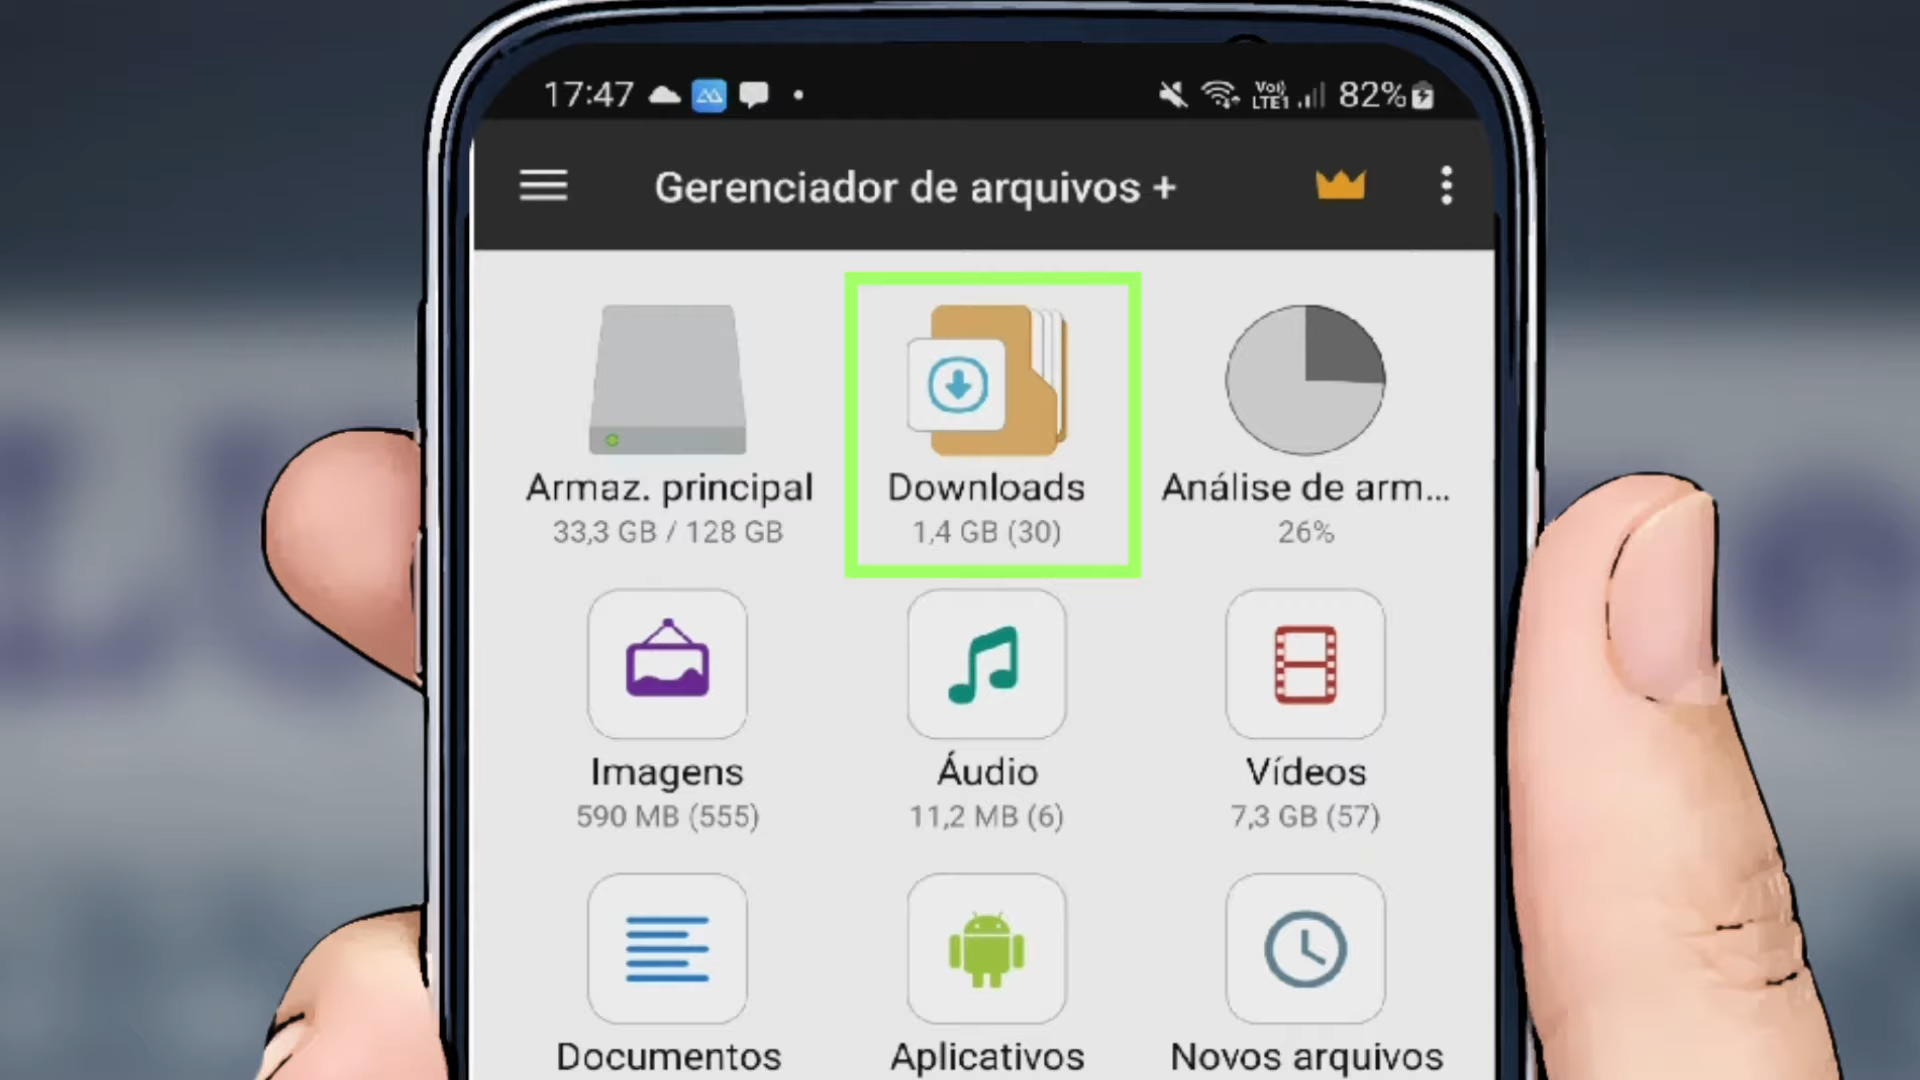 17:47
Vo))
LTE1
82%
Gerenciador de arquivos +
Armaz. principal
33,3 GB / 128 GB
Downloads
1,4 GB (30)
Análise de arm...
26%
Imagens
590 MB (555)
Áudio
11,2 MB (6)
Vídeos
7,3 GB (57)
Documentos
Aplicativos
Novos arquivos